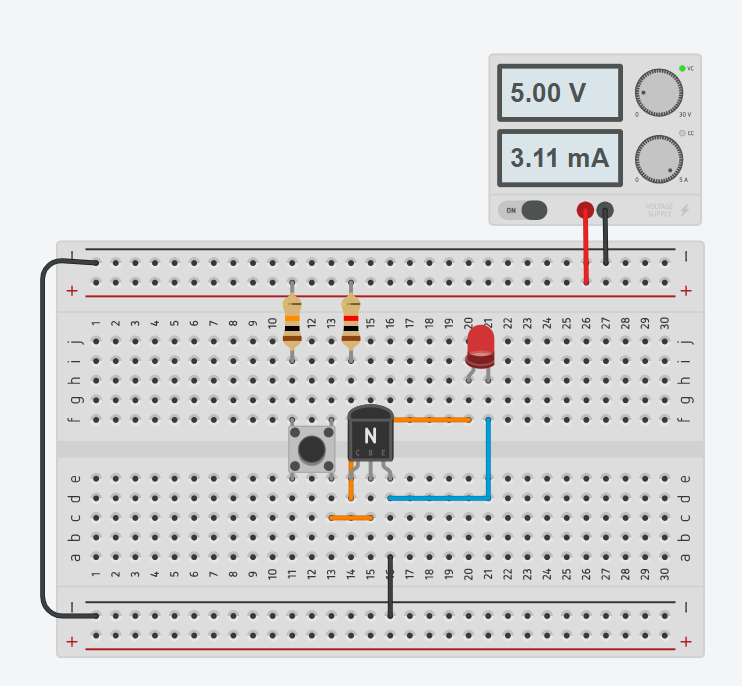 5.00 V
VC
0 30 V
3.11 mA
CC
0 5 A
ON
VOLTAGE
SUPPLY
− −
+ +
1 2 3 4 5 6 7 8 9 10 11 12 13 14 15 16 17 18 19 20 21 22 23 24 25 26 27 28 29 30
j j
i i
h h
g g
f f
N
C B E
e e
d d
c c
b b
a a
1 2 3 4 5 6 7 8 9 10 11 12 13 14 15 16 17 18 19 20 21 22 23 24 25 26 27 28 29 30
− −
+ +